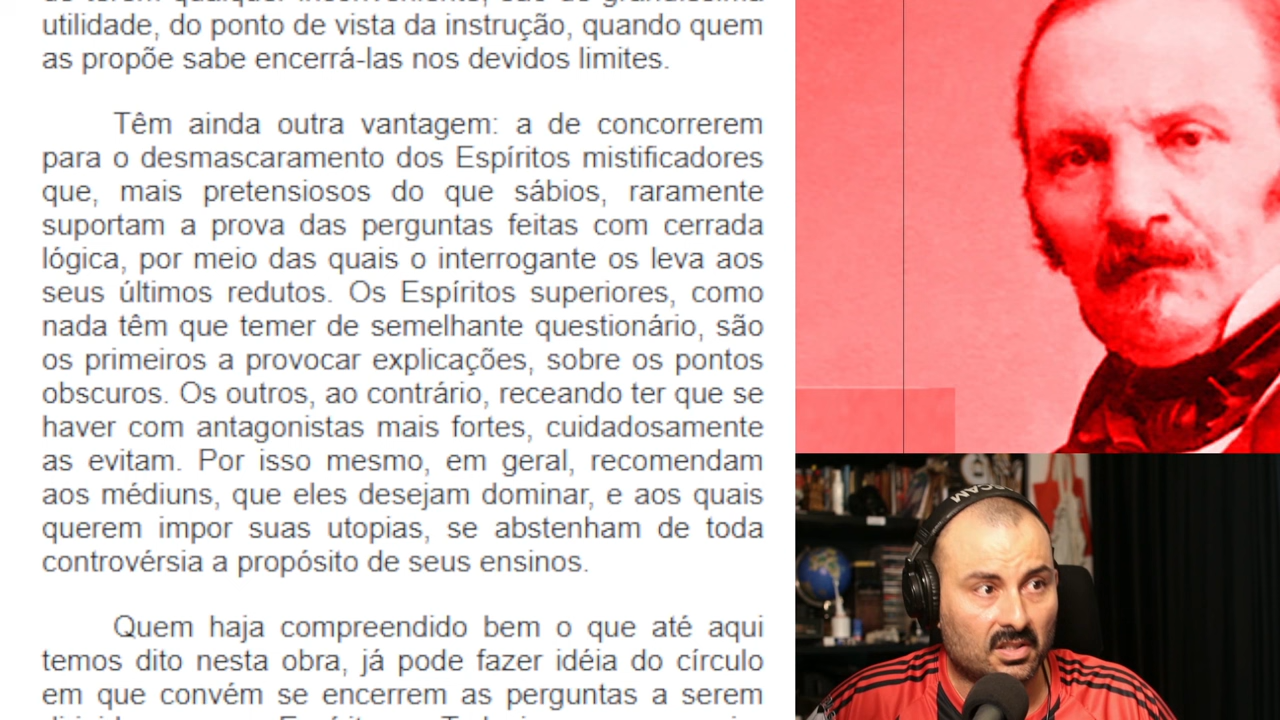 utilidade, do ponto de vista da instrução, quando quem
as propõe sabe encerrá-las nos devidos limites.
Têm ainda outra vantagem: a de concorrerem
para o desmascaramento dos Espíritos mistificadores
que, mais pretensiosos do que sábios, raramente
suportam a prova das perguntas feitas com cerrada
lógica, por meio das quais o interrogante os leva aos
seus últimos redutos. Os Espíritos superiores, como
nada têm que temer de semelhante questionário, são
os primeiros a provocar explicações, sobre os pontos
obscuros. Os outros, ao contrário, receando ter que se
haver com antagonistas mais fortes, cuidadosamente
as evitam. Por isso mesmo, em geral, recomendam
aos médiuns, que eles desejam dominar, e aos quais
querem impor suas utopias, se abstenham de toda
controvérsia a propósito de seus ensinos.
Quem haja compreendido bem o que até aqui
temos dito nesta obra, já pode fazer idéia do círculo
em que convém se encerrem as perguntas a serem